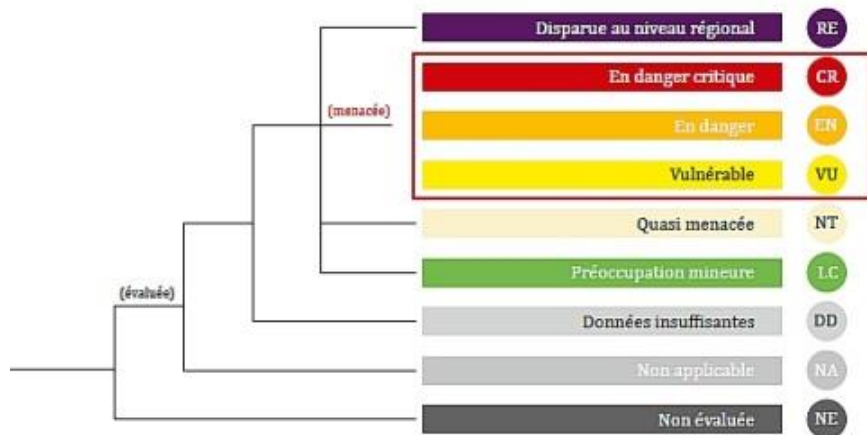 Disparue au niveau régional RE
En danger critique CR
(menacée)
En danger EN
Vulnérable VU
Quasi menacée NT
Préoccupation mineure LC
(évaluée)
Données insuffisantes DD
Non applicable NA
Non évaluée NE